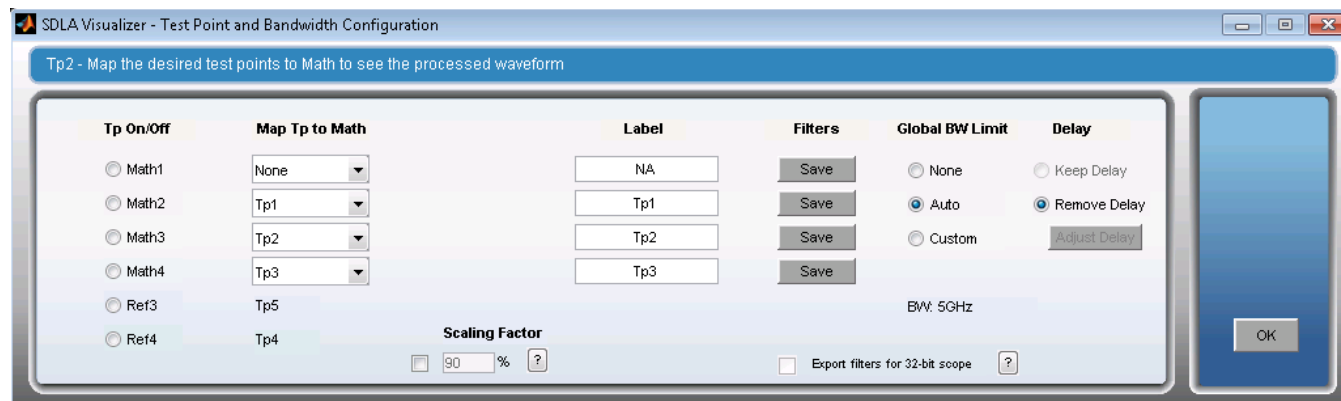 SDLA Visualizer - Test Point and Bandwidth Configuration
Tp2 - Map the desired test points to Math to see the processed waveform
Tp On/Off Map Tp to Math Label Filters Global BW Limit Delay
Math1 None NA Save None Keep Delay
Math2 Tp1 Tp1 Save Auto Remove Delay
Math3 Tp2 Tp2 Save Custom Adjust Delay
Math4 Tp3 Tp3 Save
Ref3 Tp5 BW: 5GHz
Ref4 Tp4 Scaling Factor OK
90 % ? Export filters for 32-bit scope ?